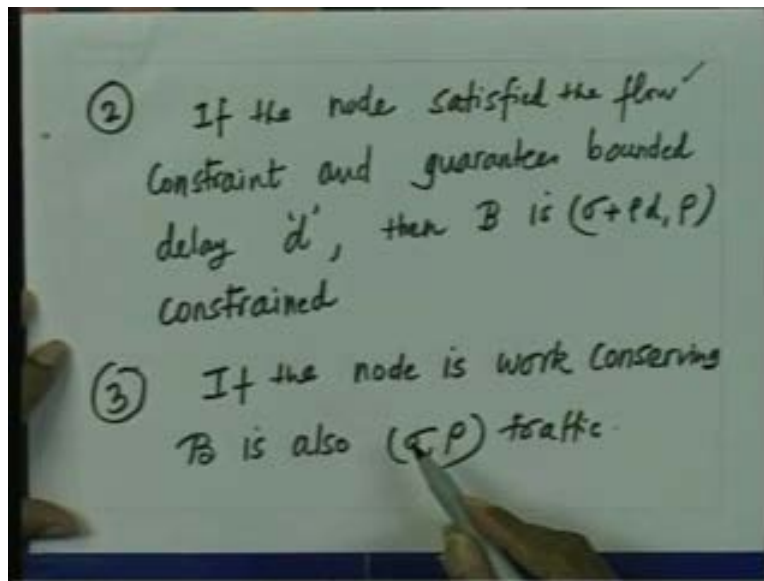 ② If the node satisfied the flow
Constraint and guarantees bounded
delay 'd', then B is (σ+ρd, ρ)
constrained
③ If the node is work conserving
B is also (σ, ρ) traffic.